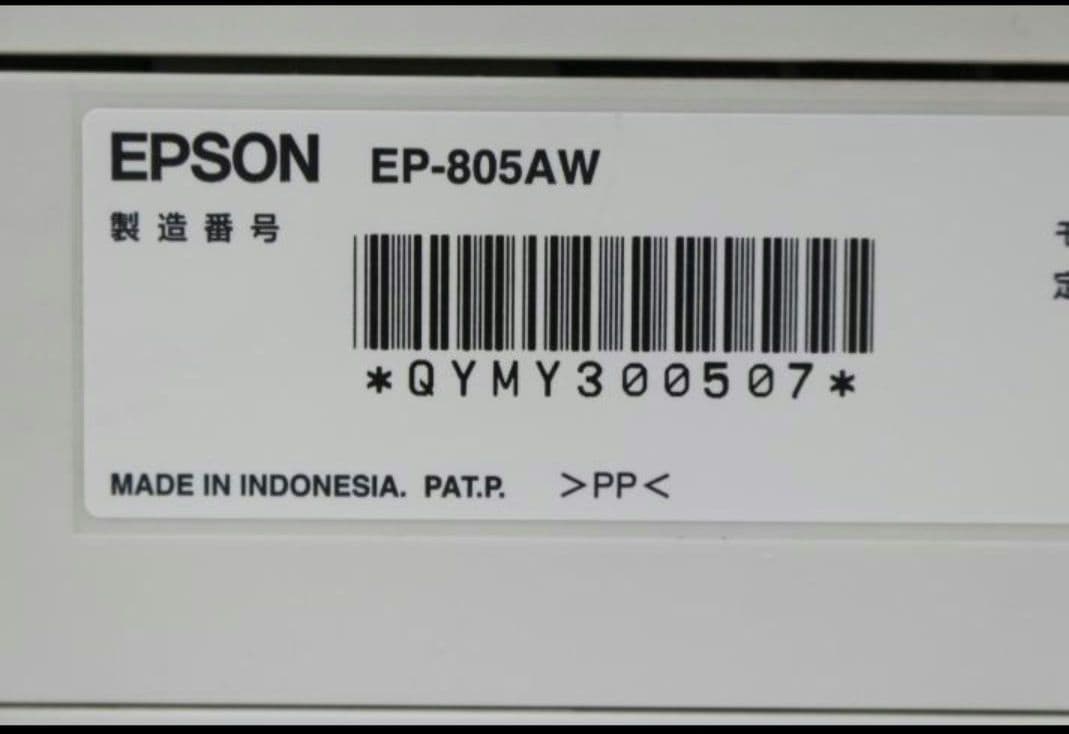 EPSON EP-805AW
製造番号
*QYMY300507*
MADE IN INDONESIA. PAT.P. >PP<